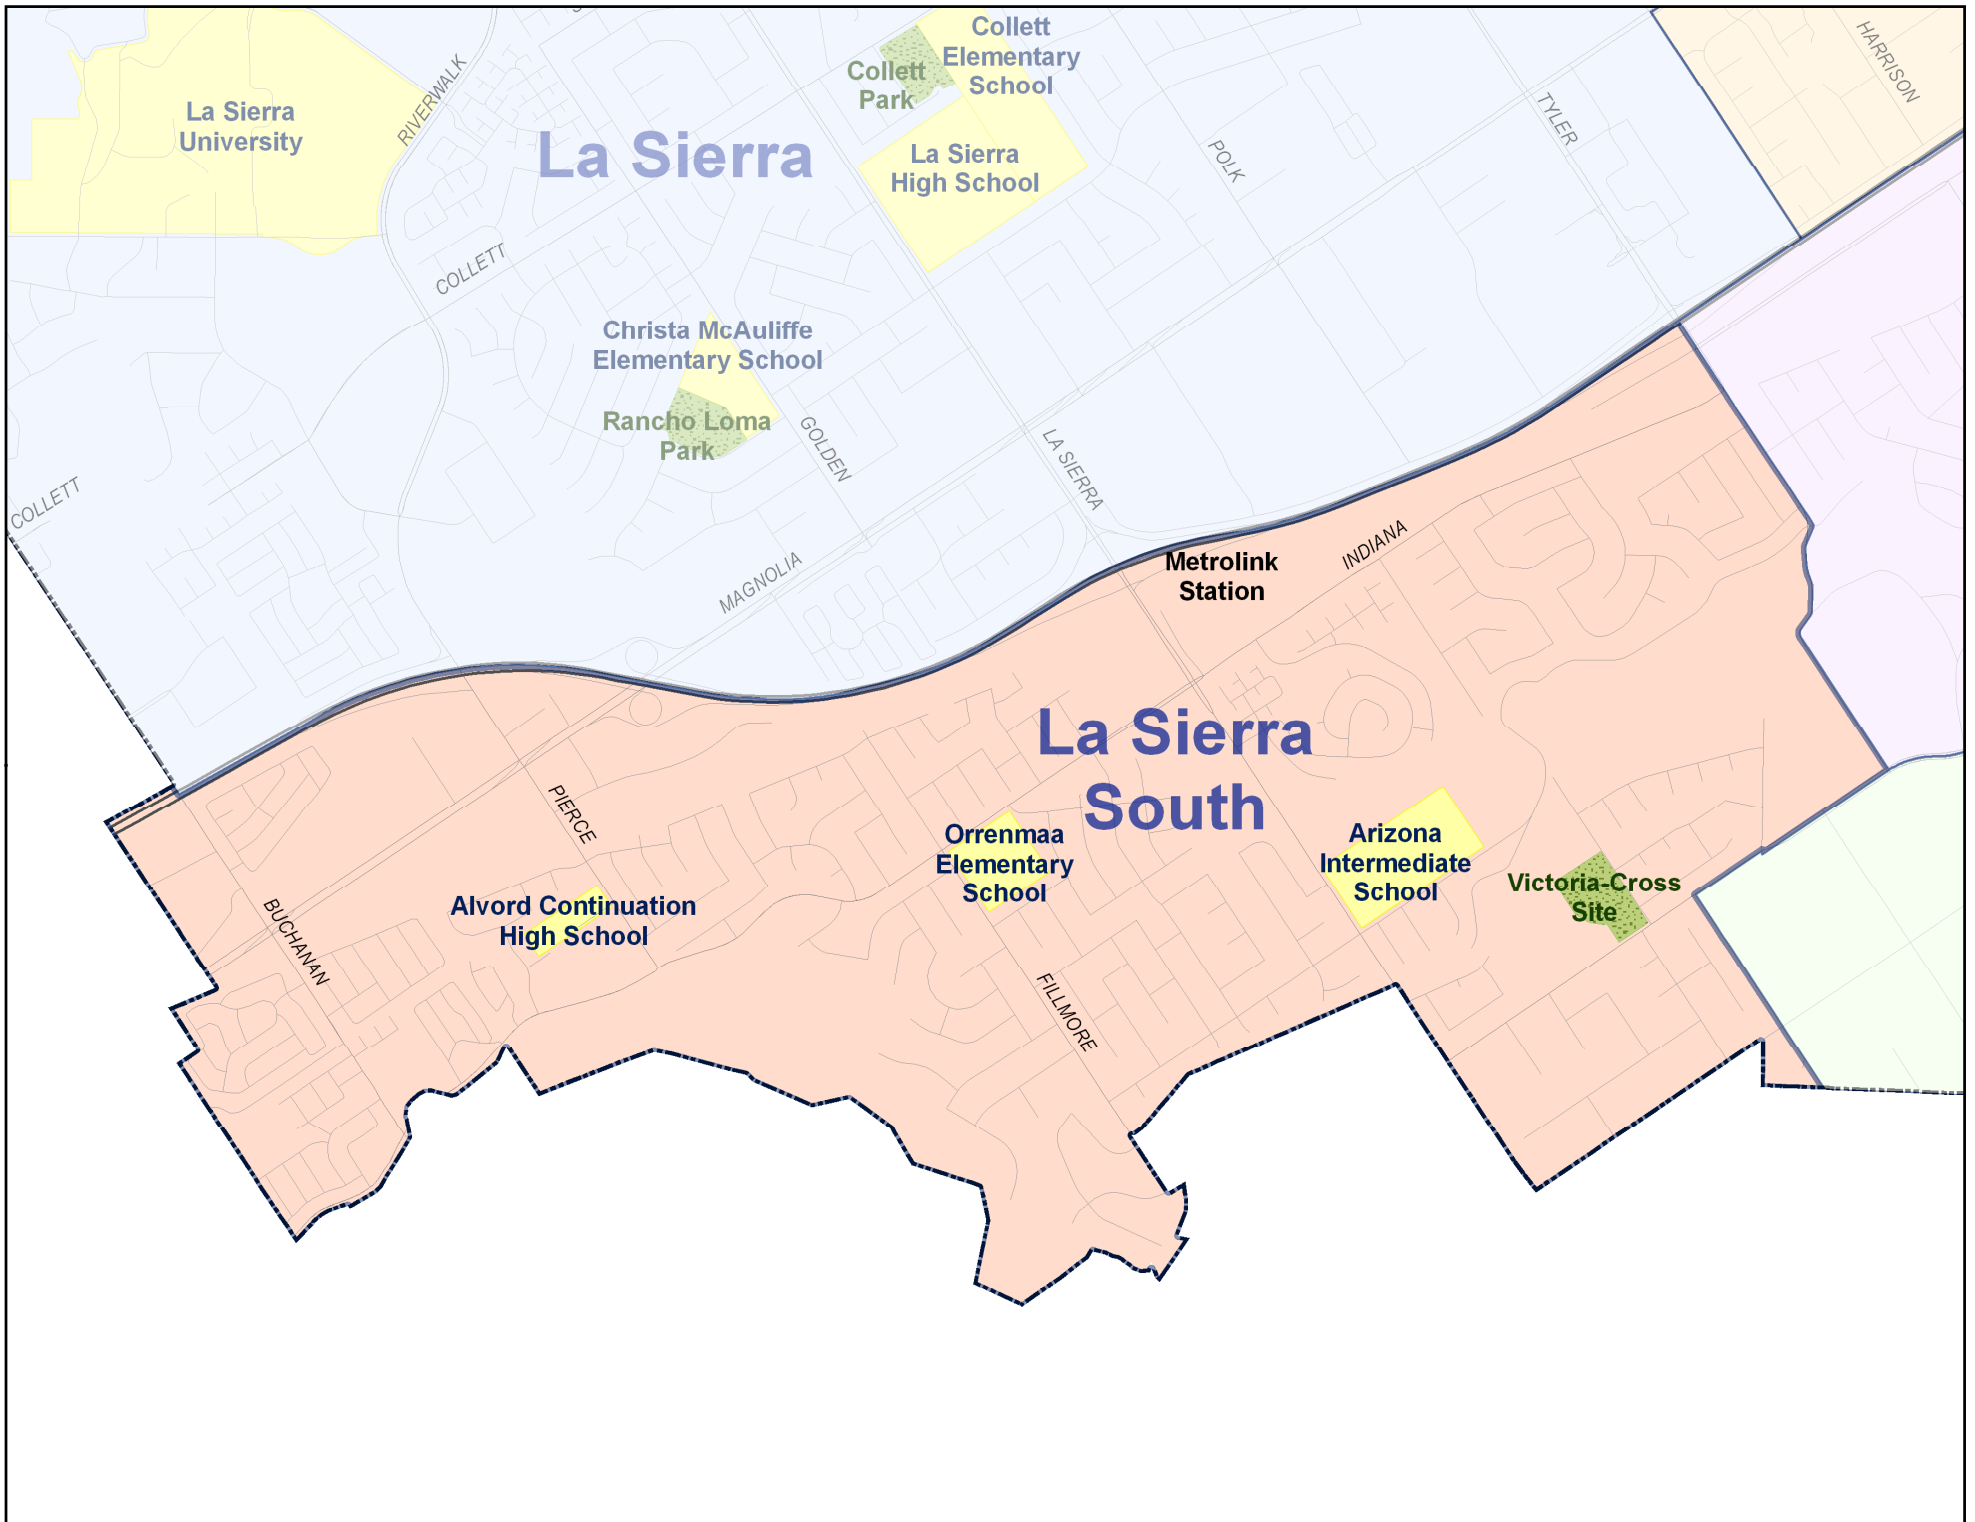 Collett
Elementary
School
HARRISON
Collett
Park
La Sierra
University
RIVERWALK
La Sierra
La Sierra
High School
POLK
TYLER
COLLETT
Christa McAuliffe
Elementary School
Rancho Loma
Park
GOLDEN
LA SIERRA
COLLETT
MAGNOLIA
Metrolink
Station
INDIANA
La Sierra
South
PIERCE
Orrenmaa
Elementary
School
Arizona
Intermediate
School
Victoria-Cross
Site
Alvord Continuation
High School
BUCHANAN
FILLMORE